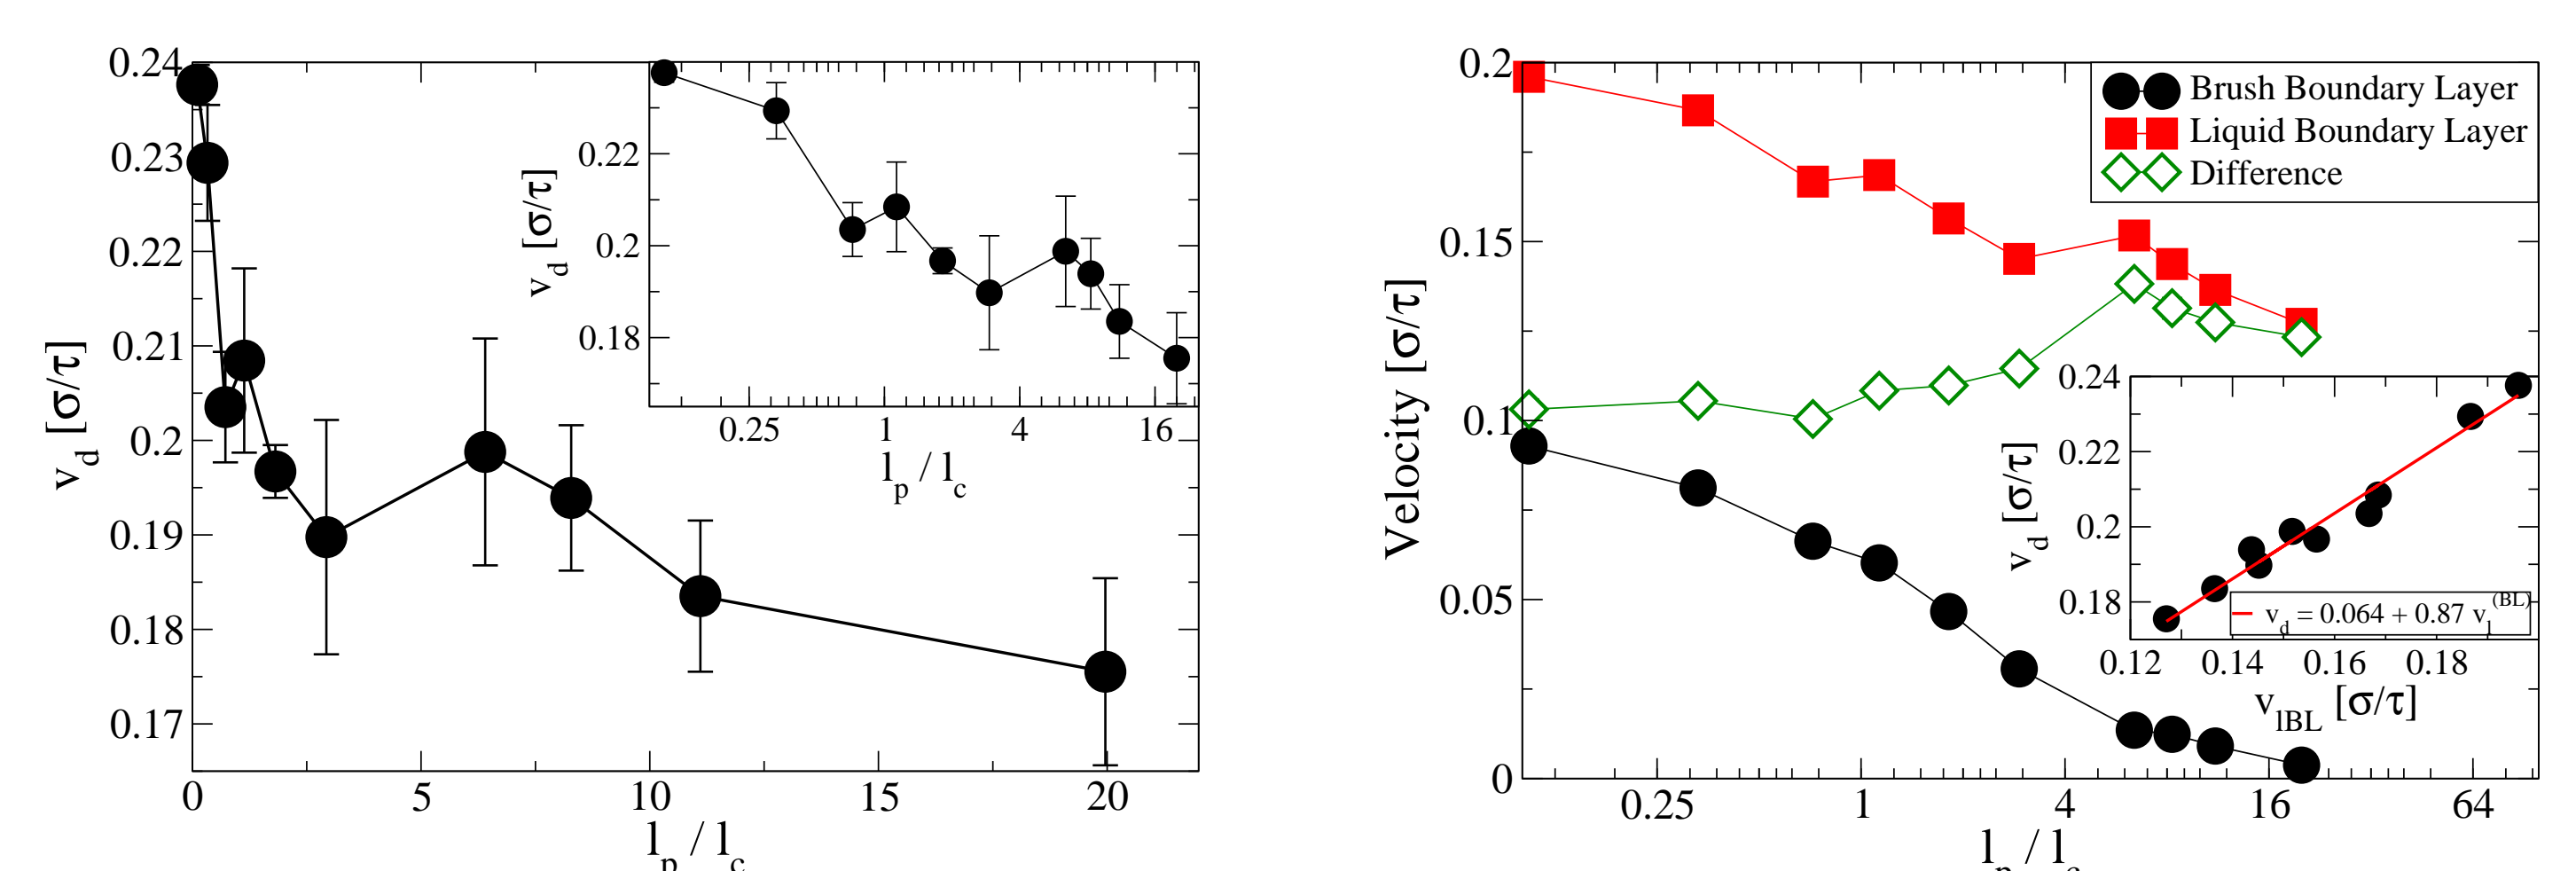 0.24
0.23
0.22
0.21
0.2
0.19
0.18
0.17
v_d [σ/τ]
0 5 10 15 20
l_p / l_c
0.22
0.2
0.18
v_d [σ/τ]
0.25 1 4 16
l_p / l_c
0.2
0.15
0.1
0.05
0
Velocity [σ/τ]
0.25 1 4 16 64
l_p / l_c
Brush Boundary Layer
Liquid Boundary Layer
Difference
0.24
0.22
0.2
0.18
v_d [σ/τ]
v_d = 0.064 + 0.87 v_l^(BL)
0.12 0.14 0.16 0.18
v_lBL [σ/τ]